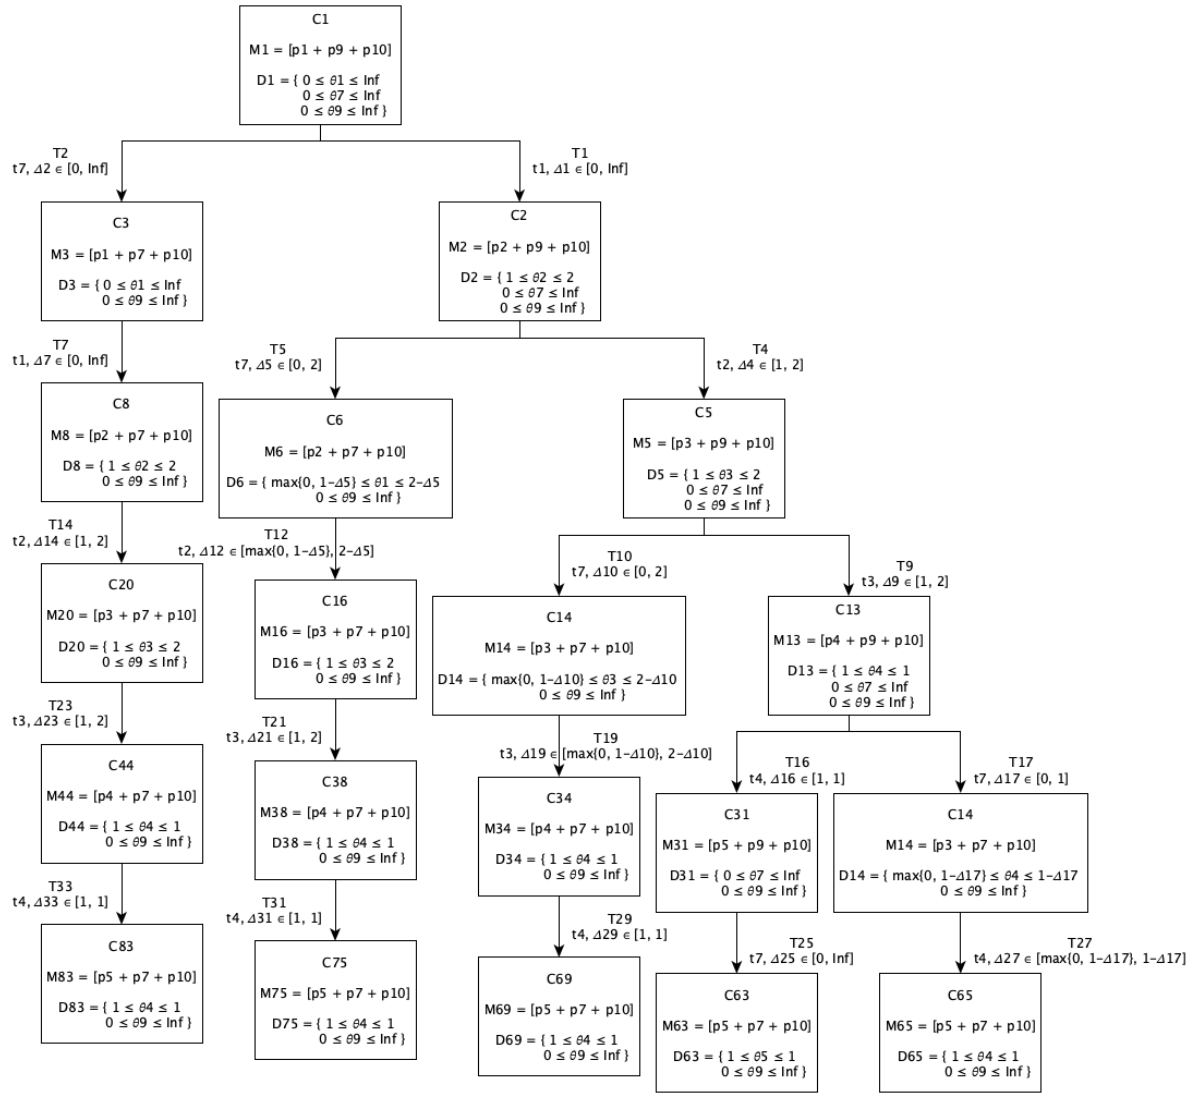 C1
M1 = [p1 + p9 + p10]
D1 = { 0 ≤ θ1 ≤ Inf
0 ≤ θ7 ≤ Inf
0 ≤ θ9 ≤ Inf }
T2
t7, Δ2 ∈ [0, Inf]
T1
t1, Δ1 ∈ [0, Inf]
C3
M3 = [p1 + p7 + p10]
D3 = { 0 ≤ θ1 ≤ Inf
0 ≤ θ9 ≤ Inf }
C2
M2 = [p2 + p9 + p10]
D2 = { 1 ≤ θ2 ≤ 2
0 ≤ θ7 ≤ Inf
0 ≤ θ9 ≤ Inf }
T7
t1, Δ7 ∈ [0, Inf]
T5
t7, Δ5 ∈ [0, 2]
T4
t2, Δ4 ∈ [1, 2]
C8
M8 = [p2 + p7 + p10]
D8 = { 1 ≤ θ2 ≤ 2
0 ≤ θ9 ≤ Inf }
C6
M6 = [p2 + p7 + p10]
D6 = { max{0, 1-Δ5} ≤ θ1 ≤ 2-Δ5
0 ≤ θ9 ≤ Inf }
C5
M5 = [p3 + p9 + p10]
D5 = { 1 ≤ θ3 ≤ 2
0 ≤ θ7 ≤ Inf
0 ≤ θ9 ≤ Inf }
T14
t2, Δ14 ∈ [1, 2]
T12
t2, Δ12 ∈ [max{0, 1-Δ5}, 2-Δ5]
T10
t7, Δ10 ∈ [0, 2]
T9
t3, Δ9 ∈ [1, 2]
C20
M20 = [p3 + p7 + p10]
D20 = { 1 ≤ θ3 ≤ 2
0 ≤ θ9 ≤ Inf }
C16
M16 = [p3 + p7 + p10]
D16 = { 1 ≤ θ3 ≤ 2
0 ≤ θ9 ≤ Inf }
C14
M14 = [p3 + p7 + p10]
D14 = { max{0, 1-Δ10} ≤ θ3 ≤ 2-Δ10
0 ≤ θ9 ≤ Inf }
C13
M13 = [p4 + p9 + p10]
D13 = { 1 ≤ θ4 ≤ 1
0 ≤ θ7 ≤ Inf
0 ≤ θ9 ≤ Inf }
T23
t3, Δ23 ∈ [1, 2]
T21
t3, Δ21 ∈ [1, 2]
T19
t3, Δ19 ∈ [max{0, 1-Δ10}, 2-Δ10]
T16
t4, Δ16 ∈ [1, 1]
T17
t7, Δ17 ∈ [0, 1]
C44
M44 = [p4 + p7 + p10]
D44 = { 1 ≤ θ4 ≤ 1
0 ≤ θ9 ≤ Inf }
C38
M38 = [p4 + p7 + p10]
D38 = { 1 ≤ θ4 ≤ 1
0 ≤ θ9 ≤ Inf }
C34
M34 = [p4 + p7 + p10]
D34 = { 1 ≤ θ4 ≤ 1
0 ≤ θ9 ≤ Inf }
C31
M31 = [p5 + p9 + p10]
D31 = { 0 ≤ θ7 ≤ Inf
0 ≤ θ9 ≤ Inf }
C14
M14 = [p3 + p7 + p10]
D14 = { max{0, 1-Δ17} ≤ θ4 ≤ 1-Δ17
0 ≤ θ9 ≤ Inf }
T33
t4, Δ33 ∈ [1, 1]
T31
t4, Δ31 ∈ [1, 1]
T29
t4, Δ29 ∈ [1, 1]
T25
t7, Δ25 ∈ [0, Inf]
T27
t4, Δ27 ∈ [max{0, 1-Δ17}, 1-Δ17]
C83
M83 = [p5 + p7 + p10]
D83 = { 1 ≤ θ4 ≤ 1
0 ≤ θ9 ≤ Inf }
C75
M75 = [p5 + p7 + p10]
D75 = { 1 ≤ θ4 ≤ 1
0 ≤ θ9 ≤ Inf }
C69
M69 = [p5 + p7 + p10]
D69 = { 1 ≤ θ4 ≤ 1
0 ≤ θ9 ≤ Inf }
C63
M63 = [p5 + p7 + p10]
D63 = { 1 ≤ θ5 ≤ 1
0 ≤ θ9 ≤ Inf }
C65
M65 = [p5 + p7 + p10]
D65 = { 1 ≤ θ4 ≤ 1
0 ≤ θ9 ≤ Inf }